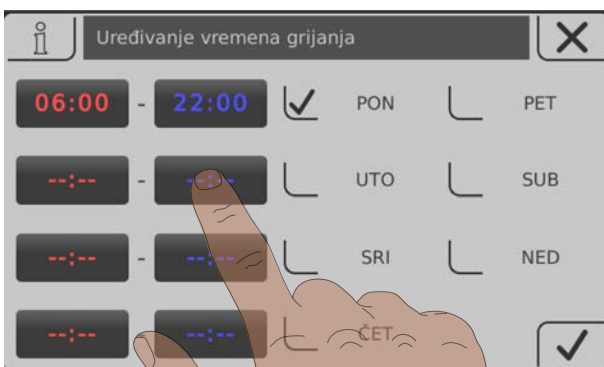 Uređivanje vremena grijanja
06:00 - 22:00 PON PET
--:-- - --:-- UTO SUB
--:-- - --:-- SRI NED
--:-- - --:-- ČET